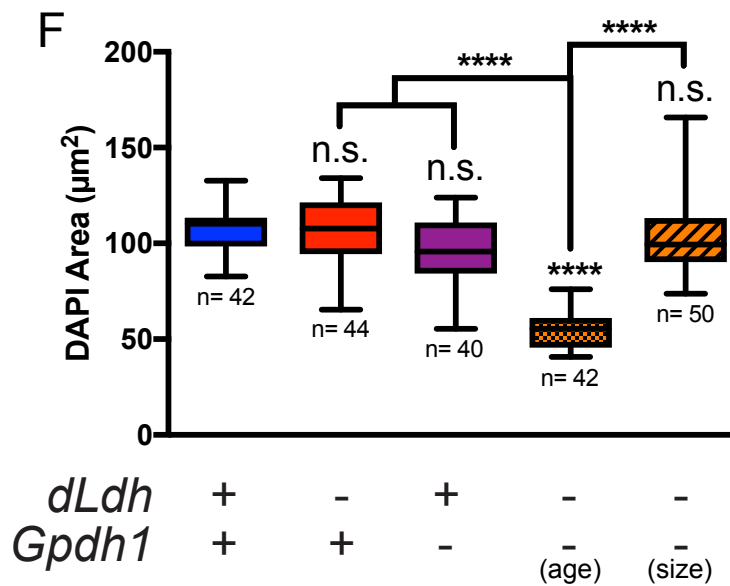 F
**** ****
200
n.s.
n.s. n.s.
150
100
****
50
0
DAPI Area (µm²)
n= 42 n= 44 n= 40 n= 42 n= 50
dLdh + - + - -
Gpdh1 + + - - -
(age) (size)